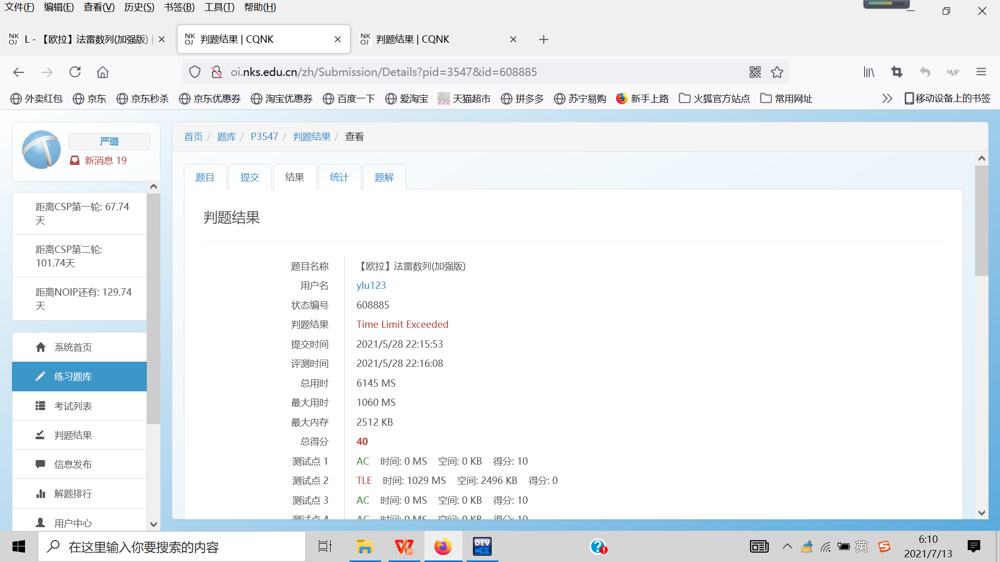 文件(F) 编辑(E) 查看(V) 历史(S) 书签(B) 工具(T) 帮助(H)
NK OJ L - 【欧拉】法雷数列(加强版) | NK OJ 判题结果 | CQNK NK OJ 判题结果 | CQNK
oi.nks.edu.cn/zh/Submission/Details?pid=3547&id=608885 MVIP
外卖红包 京东 京东秒杀 京东优惠券 淘宝优惠券 百度一下 爱淘宝 天猫超市 拼多多 苏宁易购 新手上路 火狐官方站点 常用网址 移动设备上的书签
严璐
新消息 19
首页 / 题库 / P3547 / 判题结果 / 查看
题目 提交 结果 统计 题解
距离CSP第一轮: 67.74
天
距离CSP第二轮:
101.74天
距离NOIP还有: 129.74
天
系统首页
练习题库
考试列表
判题结果
信息发布
解题排行
用户中心
判题结果
题目名称 【欧拉】法雷数列(加强版)
用户名 ylu123
状态编号 608885
判题结果 Time Limit Exceeded
提交时间 2021/5/28 22:15:53
评测时间 2021/5/28 22:16:08
总用时 6145 MS
最大用时 1060 MS
最大内存 2512 KB
总得分 40
测试点 1 AC 时间: 0 MS 空间: 0 KB 得分: 10
测试点 2 TLE 时间: 1029 MS 空间: 2496 KB 得分: 0
测试点 3 AC 时间: 0 MS 空间: 0 KB 得分: 10
测试点 4 AC 时间: 0 MS 空间: 0 KB 得分: 10
在这里输入你要搜索的内容
DEV C++
英
6:10
2021/7/13